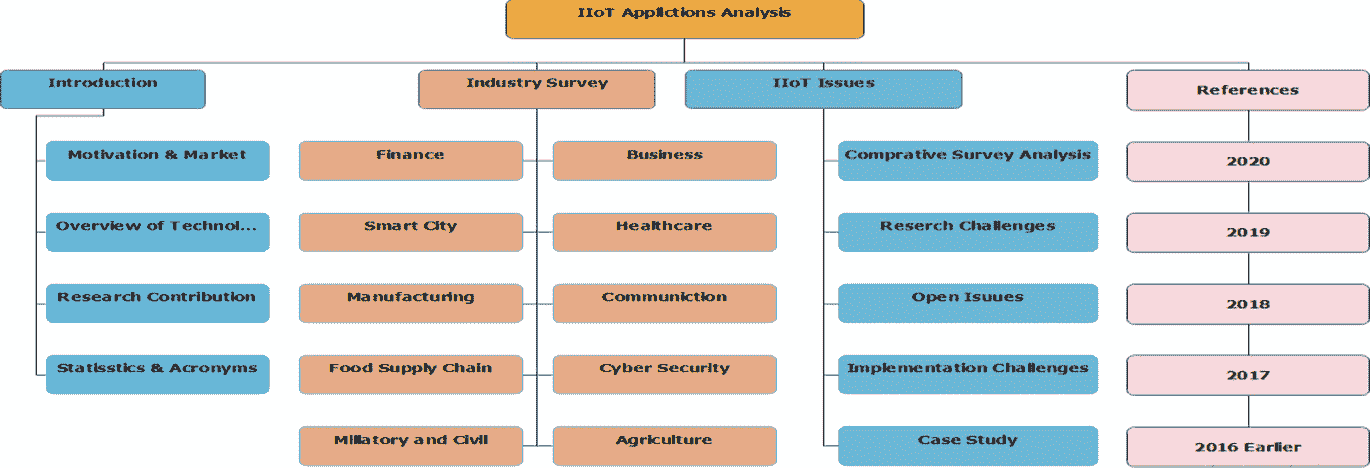 IIoT Applictions Analysis
Introduction
Industry Survey
IIoT Issues
References
Motivation & Market
Finance
Business
Comprative Survey Analysis
2020
Overview of Technol...
Smart City
Healthcare
Reserch Challenges
2019
Research Contribution
Manufacturing
Communiction
Open Isuues
2018
Statisstics & Acronyms
Food Supply Chain
Cyber Security
Implementation Challenges
2017
Millatory and Civil
Agriculture
Case Study
2016 Earlier